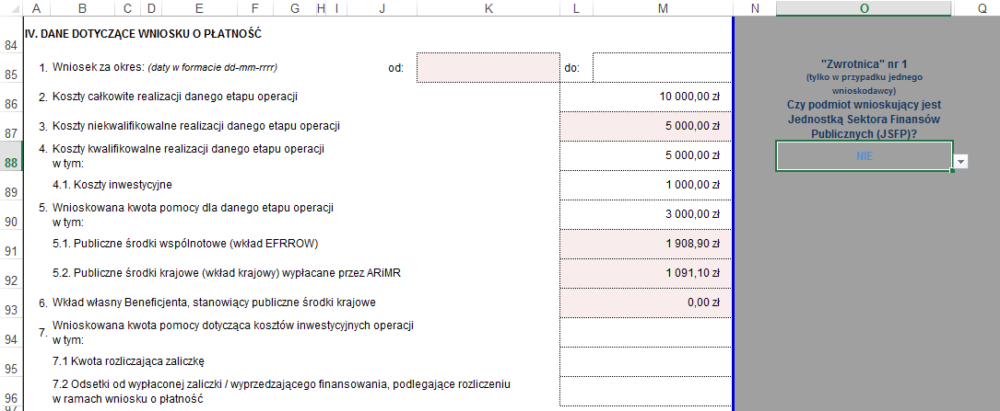 A B C D E F G H I J K L M N O Q
84 IV. DANE DOTYCZĄCE WNIOSKU O PŁATNOŚĆ
85 1. Wniosek za okres: (daty w formacie dd-mm-rrrr) od: do:
86 2. Koszty całkowite realizacji danego etapu operacji 10 000,00 zł
87 3. Koszty niekwalifikowalne realizacji danego etapu operacji 5 000,00 zł
88 4. Koszty kwalifikowalne realizacji danego etapu operacji 5 000,00 zł
w tym:
89 4.1. Koszty inwestycyjne 1 000,00 zł
90 5. Wnioskowana kwota pomocy dla danego etapu operacji 3 000,00 zł
w tym:
91 5.1. Publiczne środki wspólnotowe (wkład EFRROW) 1 908,90 zł
92 5.2. Publiczne środki krajowe (wkład krajowy) wypłacane przez ARiMR 1 091,10 zł
93 6. Wkład własny Beneficjenta, stanowiący publiczne środki krajowe 0,00 zł
94 7. Wnioskowana kwota pomocy dotycząca kosztów inwestycyjnych operacji
w tym:
95 7.1 Kwota rozliczająca zaliczkę
96 7.2 Odsetki od wypłaconej zaliczki / wyprzedzającego finansowania, podlegające rozliczeniu
w ramach wniosku o płatność
97
"Zwrotnica" nr 1
(tylko w przypadku jednego
wnioskodawcy)
Czy podmiot wnioskujący jest
Jednostką Sektora Finansów
Publicznych (JSFP)?
NIE